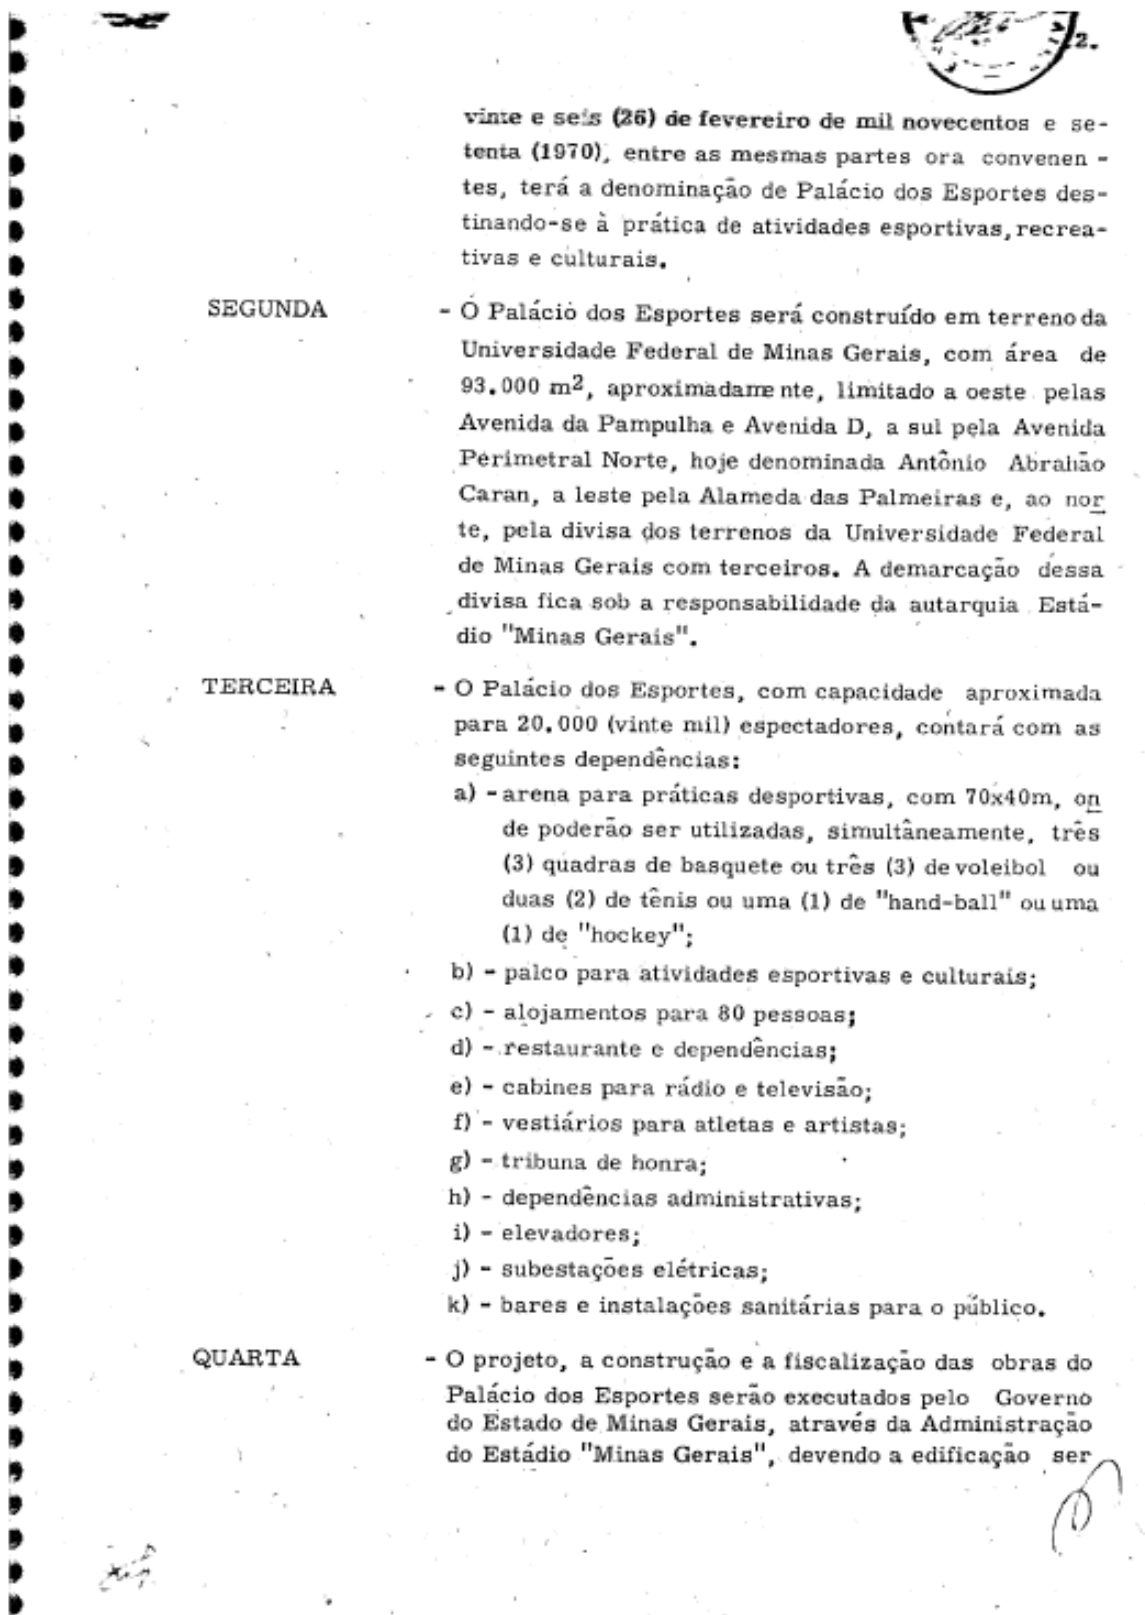 2.
vinte e seis (26) de fevereiro de mil novecentos e se-
tenta (1970), entre as mesmas partes ora convenen -
tes, terá a denominação de Palácio dos Esportes des-
tinando-se à prática de atividades esportivas, recrea-
tivas e culturais.
SEGUNDA - O Palácio dos Esportes será construído em terreno da
Universidade Federal de Minas Gerais, com área de
93.000 m2, aproximadamente, limitado a oeste pelas
Avenida da Pampulha e Avenida D, a sul pela Avenida
Perimetral Norte, hoje denominada Antônio Abrahão
Caran, a leste pela Alameda das Palmeiras e, ao nor
te, pela divisa dos terrenos da Universidade Federal
de Minas Gerais com terceiros. A demarcação dessa
divisa fica sob a responsabilidade da autarquia Está-
dio "Minas Gerais".
TERCEIRA - O Palácio dos Esportes, com capacidade aproximada
para 20.000 (vinte mil) espectadores, contará com as
seguintes dependências:
a) - arena para práticas desportivas, com 70x40m, on
de poderão ser utilizadas, simultâneamente, três
(3) quadras de basquete ou três (3) de voleibol ou
duas (2) de tênis ou uma (1) de "hand-ball" ou uma
(1) de "hockey";
b) - palco para atividades esportivas e culturais;
c) - alojamentos para 80 pessoas;
d) - restaurante e dependências;
e) - cabines para rádio e televisão;
f) - vestiários para atletas e artistas;
g) - tribuna de honra;
h) - dependências administrativas;
i) - elevadores;
j) - subestações elétricas;
k) - bares e instalações sanitárias para o público.
QUARTA - O projeto, a construção e a fiscalização das obras do
Palácio dos Esportes serão executados pelo Governo
do Estado de Minas Gerais, através da Administração
do Estádio "Minas Gerais", devendo a edificação ser